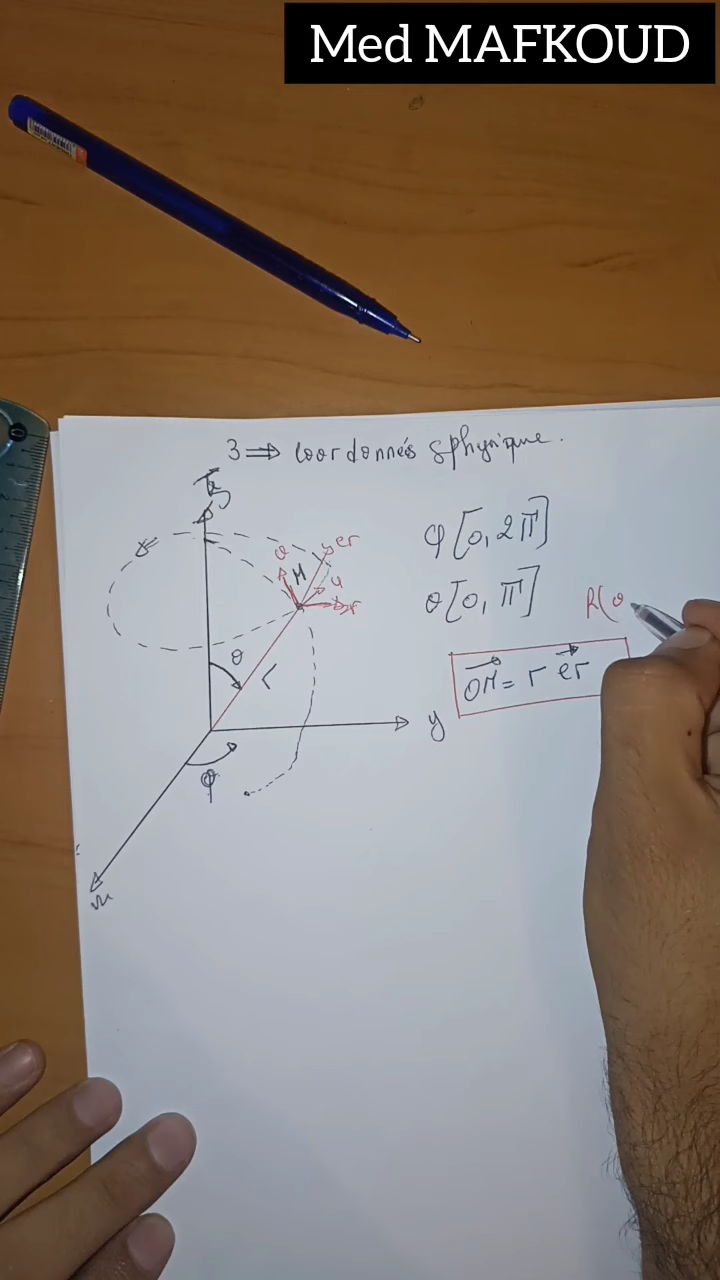 Med MAFKOUD
3 ⇒ Coordonnés sphyrique.
z
er
M
φ [0, 2π]
θ [0, π]
R(o
θ
r
OM = r er
y
φ
x